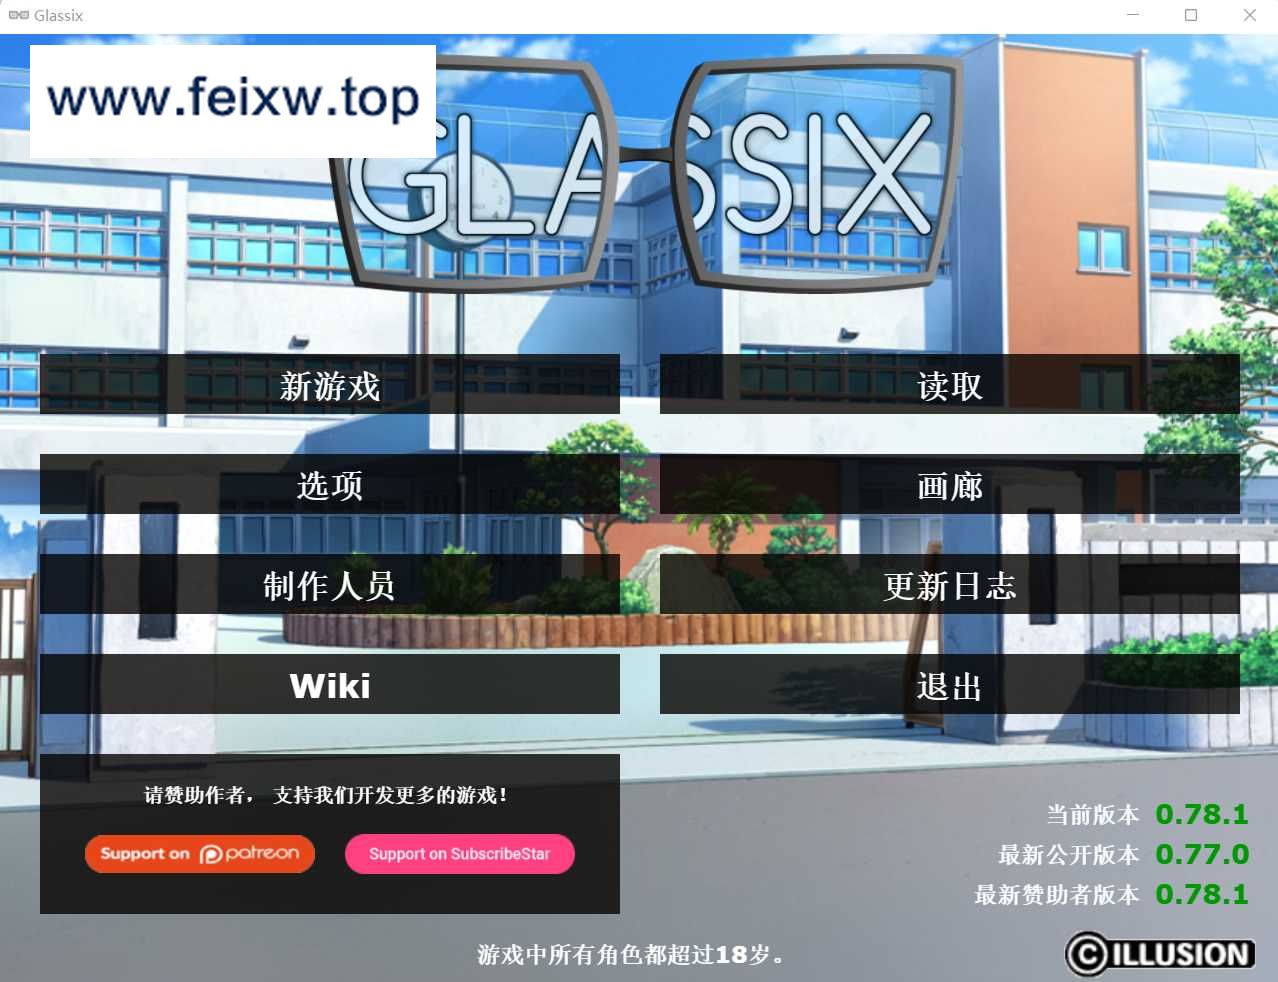 Glassix
www.feixw.top
GLASSIX
新游戏
读取
选项
画廊
制作人员
更新日志
Wiki
退出
请赞助作者， 支持我们开发更多的游戏！
Support on patreon
Support on SubscribeStar
当前版本 0.78.1
最新公开版本 0.77.0
最新赞助者版本 0.78.1
游戏中所有角色都超过18岁。
©ILLUSION